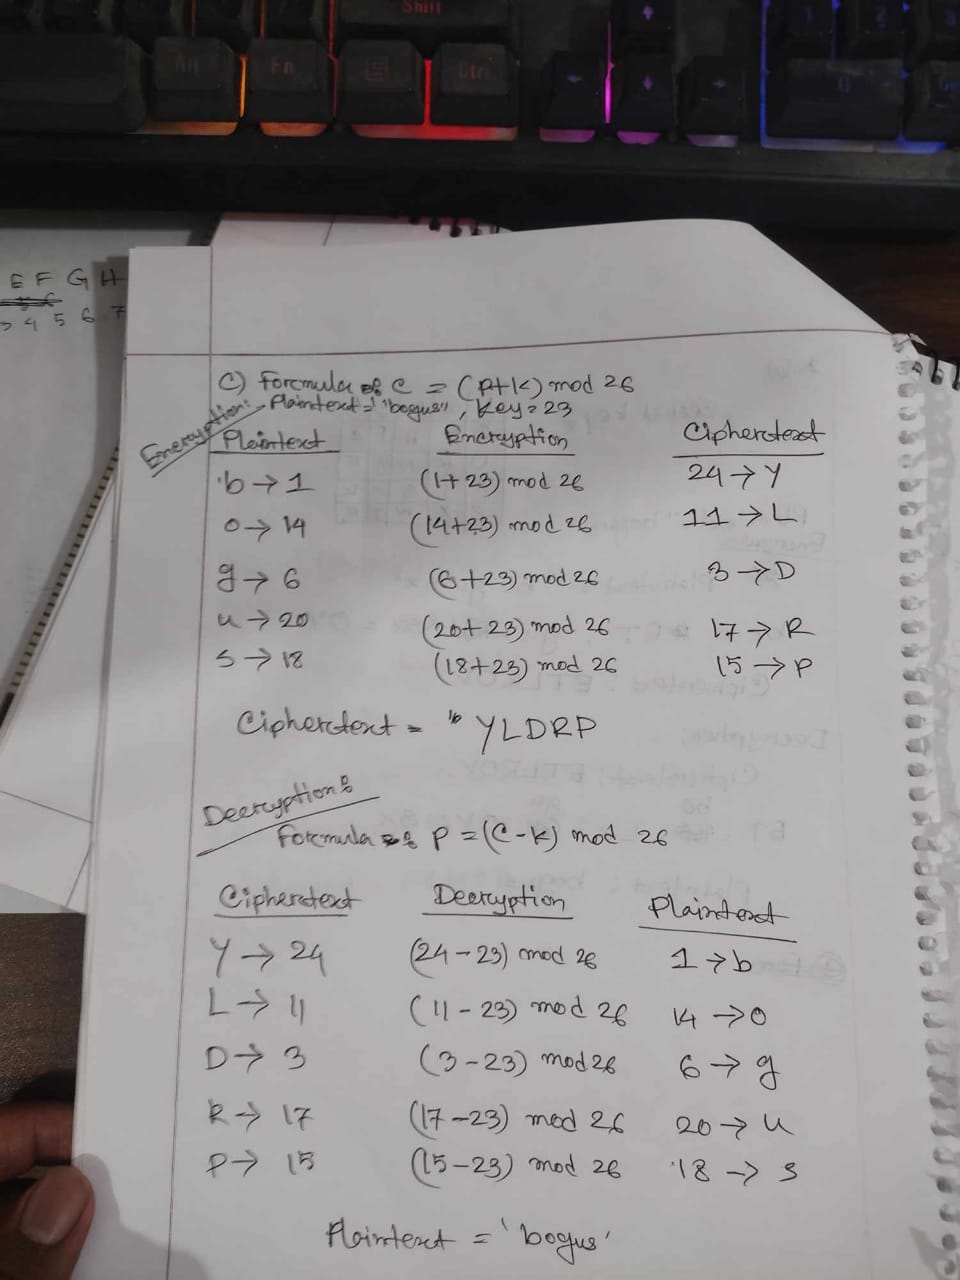 Shift
Alt Fn Ctrl
E F G H
3 4 5 6 7
C) Formula of C = (P+K) mod 26
Encryption: Plaintext = "bogus", Key = 23
Plaintext Encryption Ciphertext
b → 1 (1+23) mod 26 24 → Y
o → 14 (14+23) mod 26 11 → L
g → 6 (6+23) mod 26 3 → D
u → 20 (20+23) mod 26 17 → R
s → 18 (18+23) mod 26 15 → P
Ciphertext = " YLDRP
Decryption:
Formula: P = (C-K) mod 26
Ciphertext Decryption Plaintext
Y → 24 (24-23) mod 26 1 → b
L → 11 (11-23) mod 26 14 → o
D → 3 (3-23) mod 26 6 → g
R → 17 (17-23) mod 26 20 → u
P → 15 (15-23) mod 26 18 → s
Plaintext = 'bogus'